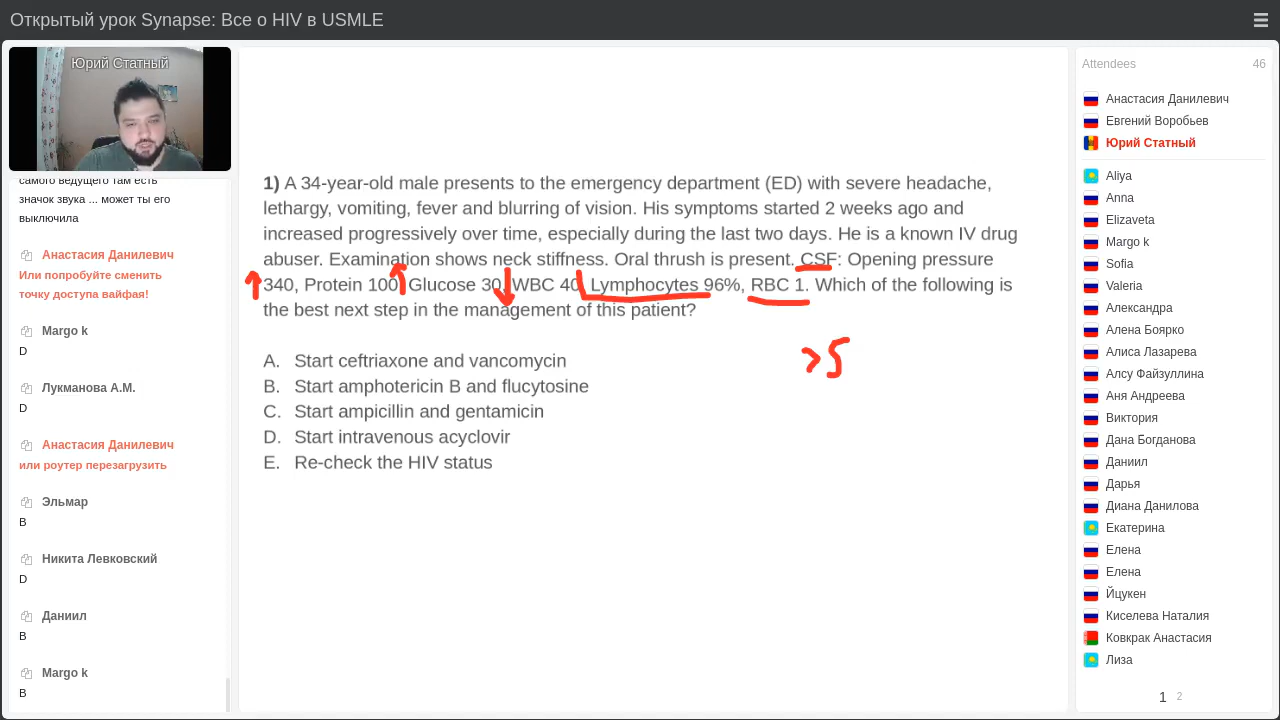 Открытый урок Synapse: Все о HIV в USMLE
Юрий Статный
самого ведущего там есть
значок звука ... может ты его
выключила
Анастасия Данилевич
Или попробуйте сменить
точку доступа вайфая!
Margo k
D
Лукманова А.М.
D
Анастасия Данилевич
или роутер перезагрузить
Эльмар
B
Никита Левковский
D
Даниил
B
Margo k
B
1) A 34-year-old male presents to the emergency department (ED) with severe headache,
lethargy, vomiting, fever and blurring of vision. His symptoms started 2 weeks ago and
increased progressively over time, especially during the last two days. He is a known IV drug
abuser. Examination shows neck stiffness. Oral thrush is present. CSF: Opening pressure
340, Protein 100, Glucose 30, WBC 40, Lymphocytes 96%, RBC 1. Which of the following is
the best next step in the management of this patient?
>5
A. Start ceftriaxone and vancomycin
B. Start amphotericin B and flucytosine
C. Start ampicillin and gentamicin
D. Start intravenous acyclovir
E. Re-check the HIV status
Attendees 46
Анастасия Данилевич
Евгений Воробьев
Юрий Статный
Aliya
Anna
Elizaveta
Margo k
Sofia
Valeria
Александра
Алена Боярко
Алиса Лазарева
Алсу Файзуллина
Аня Андреева
Виктория
Дана Богданова
Даниил
Дарья
Диана Данилова
Екатерина
Елена
Елена
Йцукен
Киселева Наталия
Ковкрак Анастасия
Лиза
1 2